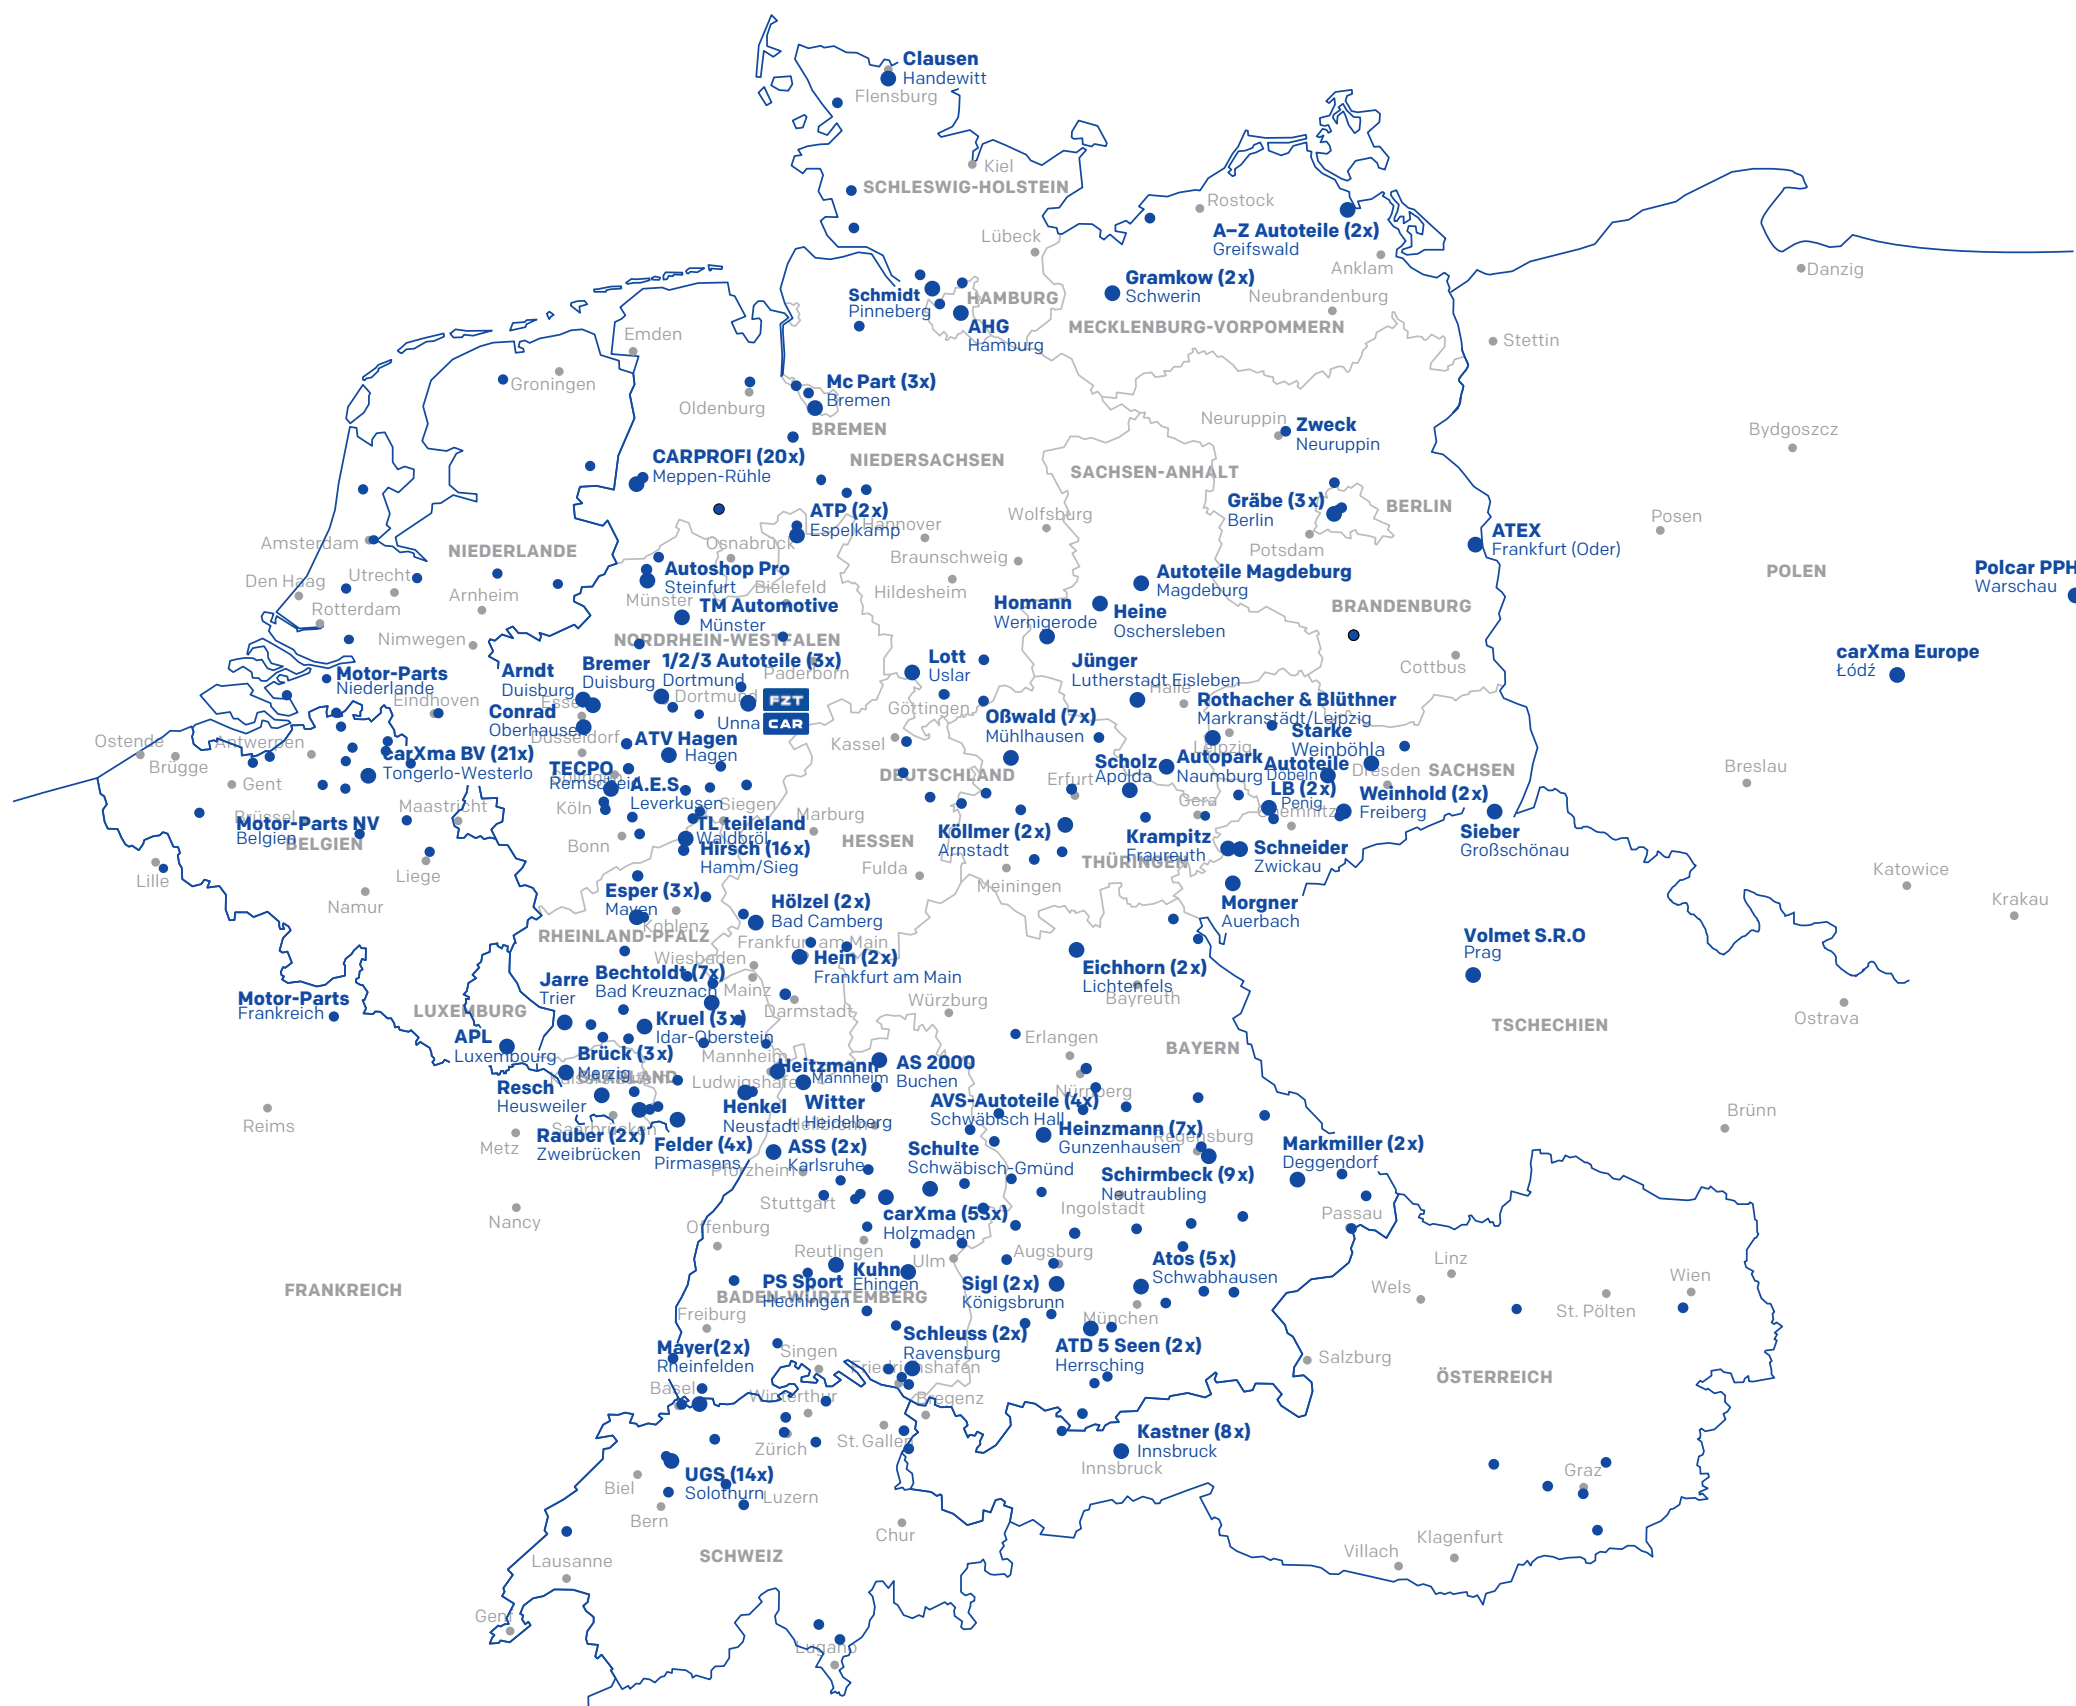 Clausen
Handewitt
Flensburg
Kiel
SCHLESWIG-HOLSTEIN
Rostock
A–Z Autoteile (2x)
Greifswald
Lübeck
Anklam
Danzig
Gramkow (2x)
Schwerin
Neubrandenburg
Schmidt
Pinneberg
HAMBURG
AHG
Hamburg
MECKLENBURG-VORPOMMERN
Emden
Stettin
Groningen
Mc Part (3x)
Bremen
Oldenburg
BREMEN
Neuruppin
Zweck
Neuruppin
Bydgoszcz
CARPROFI (20x)
Meppen-Rühle
NIEDERSACHSEN
SACHSEN-ANHALT
Gräbe (3x)
Berlin
BERLIN
ATP (2x)
Espelkamp
Hannover
Wolfsburg
Posen
ATEX
Frankfurt (Oder)
Amsterdam
NIEDERLANDE
Osnabrück
Braunschweig
Potsdam
Den Haag
Utrecht
Arnheim
Autoshop Pro
Steinfurt
Bielefeld
Hildesheim
Autoteile Magdeburg
Magdeburg
POLEN
Polcar PPH
Warschau
Rotterdam
Münster
TM Automotive
Münster
Homann
Wernigerode
Heine
Oschersleben
BRANDENBURG
Nimwegen
NORDRHEIN-WESTFALEN
Motor-Parts
Niederlande
Eindhoven
Arndt
Duisburg
Bremer
Duisburg
1/2/3 Autoteile (3x)
Dortmund
Paderborn
Lott
Uslar
Jünger
Lutherstadt Eisleben
Halle
Cottbus
carXma Europe
Łódź
Conrad
Oberhausen
Dortmund
FZT
Unna
CAR
Göttingen
Oßwald (7x)
Mühlhausen
Rothacher & Blüthner
Markranstädt/Leipzig
Leipzig
Starke
Weinböhla
Ostende
Brügge
Antwerpen
Düsseldorf
ATV Hagen
Hagen
Kassel
DEUTSCHLAND
Scholz
Apolda
Autopark
Naumburg
Autoteile
Döbeln
Dresden
SACHSEN
Gent
carXma BV (21x)
Tongerlo-Westerlo
TECPO
Remscheid
A.E.S.
Leverkusen
Erfurt
Gera
LB (2x)
Penig
Weinhold (2x)
Freiberg
Breslau
Brüssel
Maastricht
Köln
Siegen
Marburg
Chemnitz
Motor-Parts NV
Belgien
BELGIEN
Bonn
TL teileland
Waldbröl
HESSEN
Köllmer (2x)
Arnstadt
Krampitz
Fraureuth
Schneider
Zwickau
Sieber
Großschönau
Lille
Liege
Hirsch (16x)
Hamm/Sieg
Fulda
THÜRINGEN
Meiningen
Katowice
Namur
Esper (3x)
Mayen
Koblenz
Hölzel (2x)
Bad Camberg
Morgner
Auerbach
Krakau
RHEINLAND-PFALZ
Frankfurt am Main
Wiesbaden
Hein (2x)
Frankfurt am Main
Volmet S.R.O
Prag
Motor-Parts
Frankreich
LUXEMBURG
Jarre
Trier
Bechtoldt (7x)
Bad Kreuznach
Mainz
Eichhorn (2x)
Lichtenfels
Bayreuth
Darmstadt
Würzburg
Ostrava
APL
Luxembourg
Kruel (3x)
Idar-Oberstein
Erlangen
TSCHECHIEN
Brück (3x)
Merzig
SAARLAND
Mannheim
Heitzmann
Mannheim
AS 2000
Buchen
BAYERN
Resch
Heusweiler
Ludwigshafen
Nürnberg
Saarbrücken
Henkel
Neustadt
Witter
Heidelberg
Heilbronn
AVS-Autoteile (4x)
Schwäbisch Hall
Reims
Brünn
Rauber (2x)
Zweibrücken
Felder (4x)
Pirmasens
ASS (2x)
Karlsruhe
Heinzmann (7x)
Gunzenhausen
Regensburg
Metz
Pforzheim
Schulte
Schwäbisch-Gmünd
Schirmbeck (9x)
Neutraubling
Markmiller (2x)
Deggendorf
Stuttgart
Ingolstadt
Passau
Nancy
Offenburg
carXma (53x)
Holzmaden
Reutlingen
Ulm
Augsburg
Atos (5x)
Schwabhausen
Linz
FRANKREICH
PS Sport
Hechingen
Kuhn
Ehingen
Sigl (2x)
Königsbrunn
Wels
Wien
BADEN-WÜRTTEMBERG
Freiburg
München
St. Pölten
Mayer(2x)
Rheinfelden
Singen
Schleuss (2x)
Ravensburg
ATD 5 Seen (2x)
Herrsching
Salzburg
Friedrichshafen
ÖSTERREICH
Basel
Winterthur
Bregenz
Zürich
St. Gallen
Kastner (8x)
Innsbruck
Innsbruck
Biel
UGS (14x)
Solothurn
Luzern
Graz
Bern
Chur
Klagenfurt
Lausanne
SCHWEIZ
Villach
Genf
Lugano